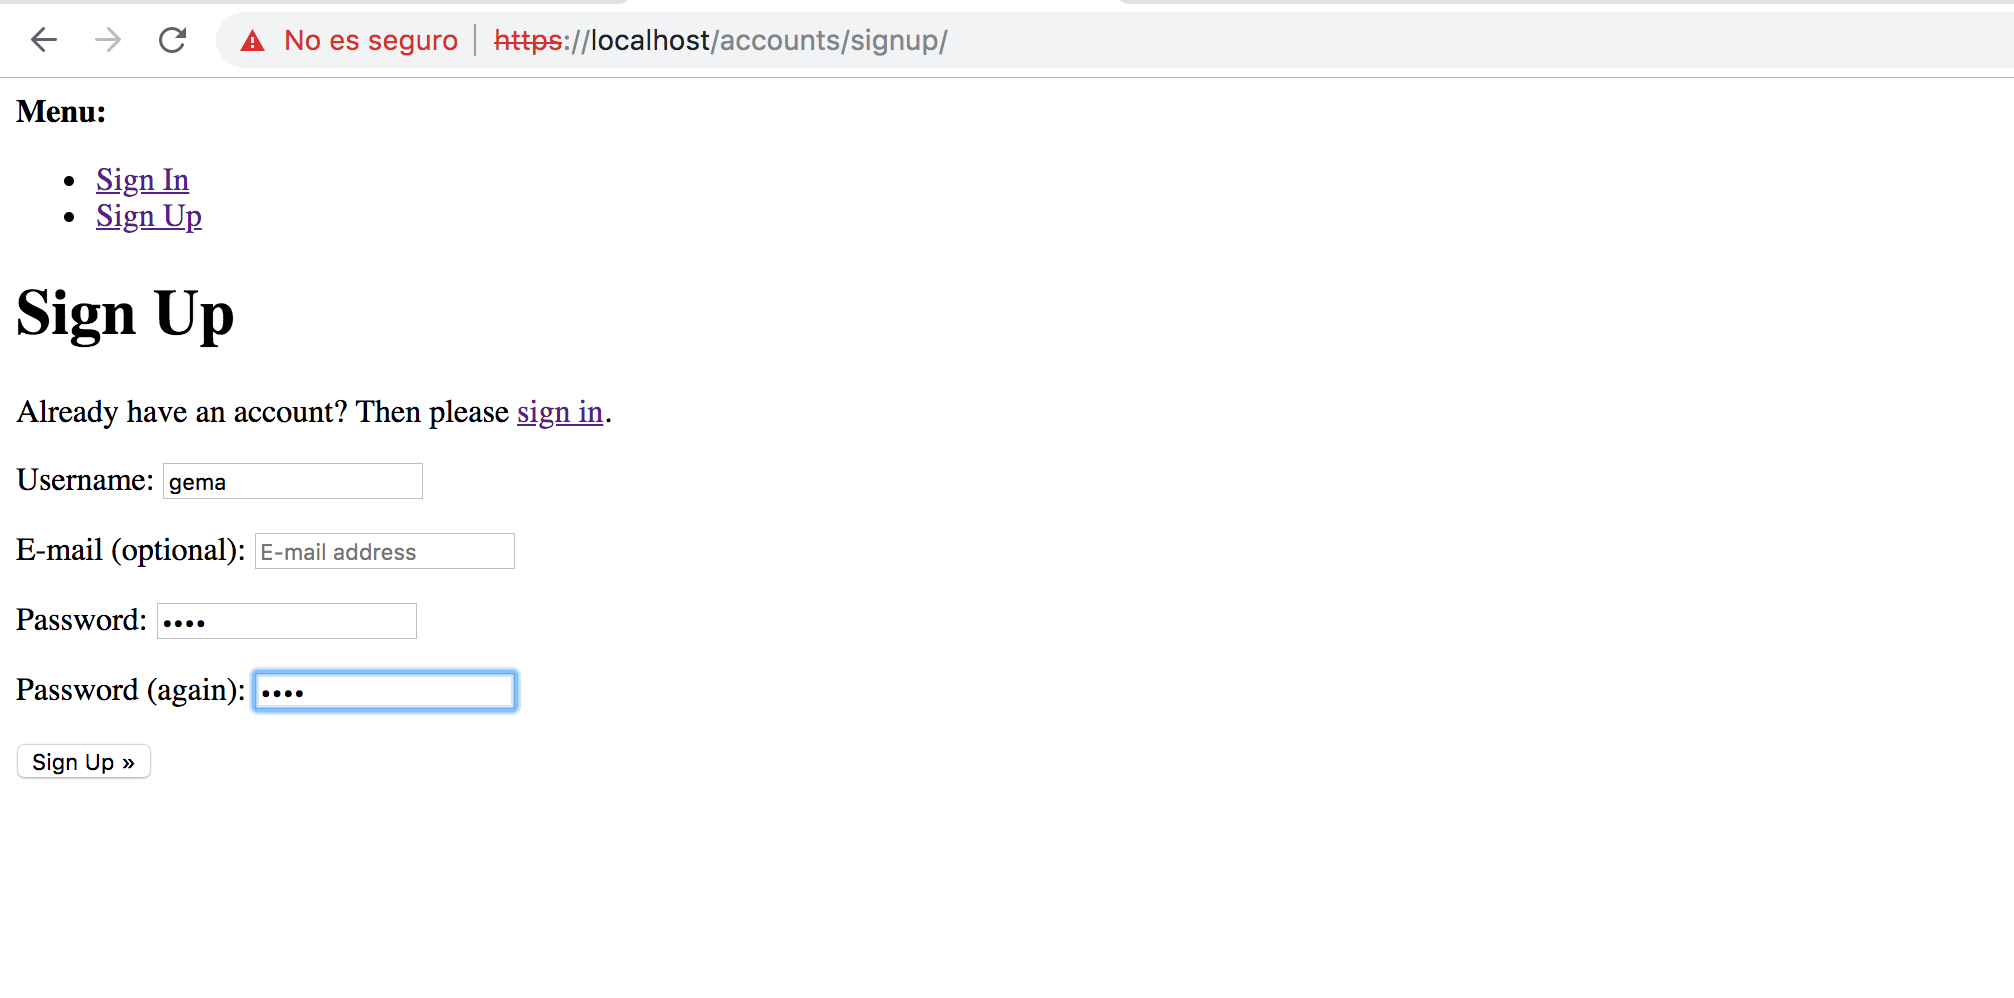 No es seguro | https://localhost/accounts/signup/
Menu:
• Sign In
• Sign Up
Sign Up
Already have an account? Then please sign in.
Username: gema
E-mail (optional): E-mail address
Password: ••••
Password (again): ••••
Sign Up »